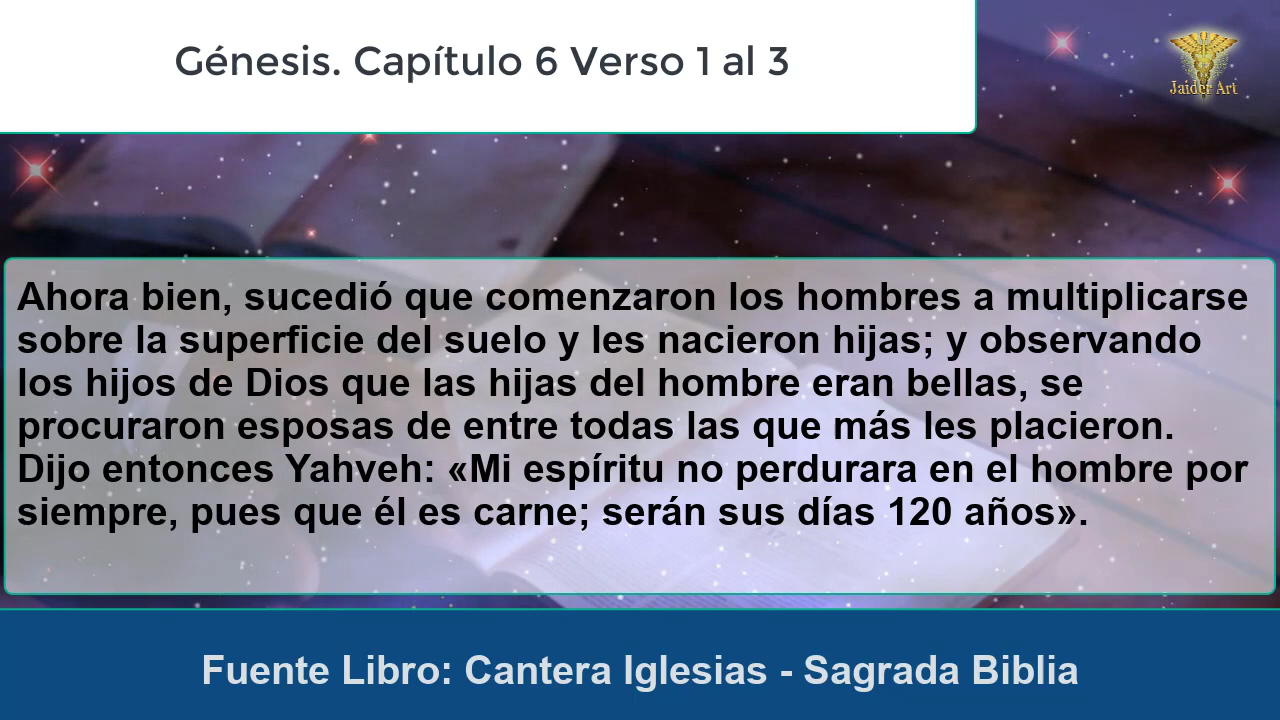 Génesis. Capítulo 6 Verso 1 al 3
Jaider Art
Ahora bien, sucedió que comenzaron los hombres a multiplicarse
sobre la superficie del suelo y les nacieron hijas; y observando
los hijos de Dios que las hijas del hombre eran bellas, se
procuraron esposas de entre todas las que más les placieron.
Dijo entonces Yahveh: «Mi espíritu no perdurara en el hombre por
siempre, pues que él es carne; serán sus días 120 años».
Fuente Libro: Cantera Iglesias - Sagrada Biblia